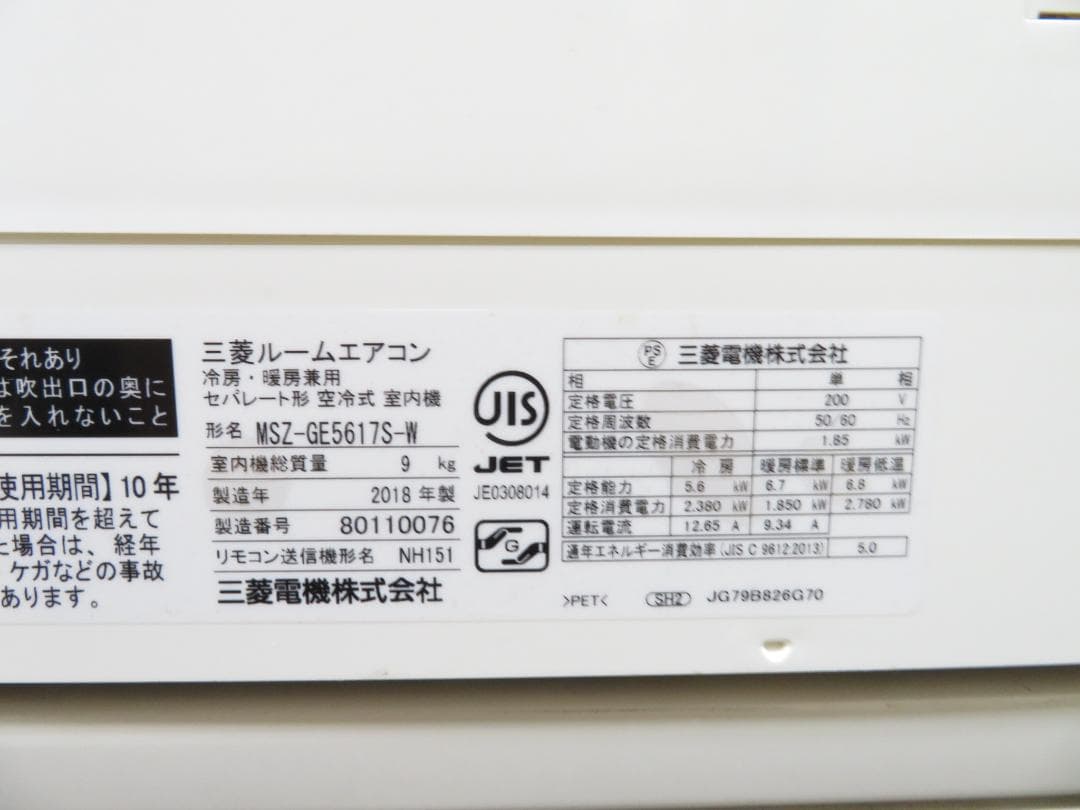 それあり
は吹出口の奥に
を入れないこと
使用期間】10年
用期間を超えて
た場合は、経年
ケガなどの事故
あります。
三菱ルームエアコン
冷房・暖房兼用
セパレート形 空冷式 室内機
形名 MSZ-GE5617S-W
室内機総質量 9 kg
製造年 2018年製
製造番号 80110076
リモコン送信機形名 NH151
三菱電機株式会社
JIS
JET
JE0308014
G
PSE 三菱電機株式会社
相 単相
定格電圧 200 V
定格周波数 50/60 Hz
電動機の定格消費電力 1.85 kW
冷房 暖房標準 暖房低温
定格能力 5.6 kW 6.7 kW 6.8 kW
定格消費電力 2.380 kW 1.850 kW 2.780 kW
運転電流 12.65 A 9.34 A
通年エネルギー消費効率(JIS C 9612:2013) 5.0
>PET< SH2 JG79B826G70